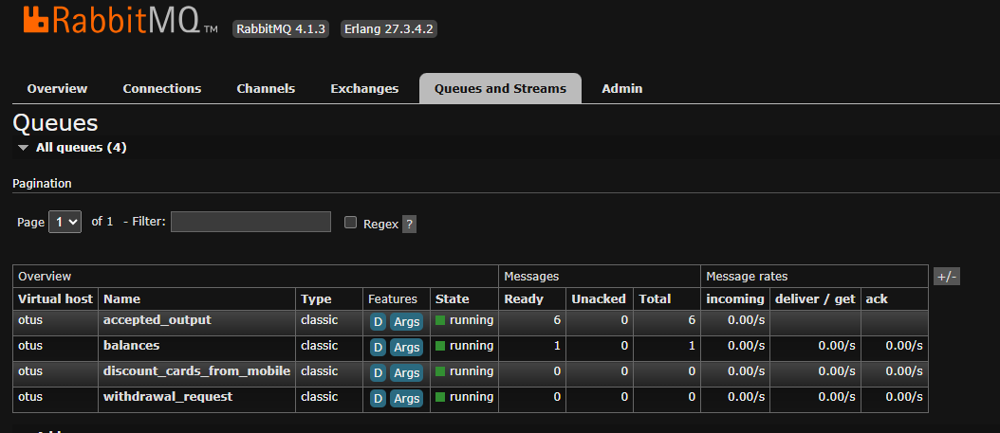 RabbitMQ TM RabbitMQ 4.1.3 Erlang 27.3.4.2
Overview Connections Channels Exchanges Queues and Streams Admin
Queues
All queues (4)
Pagination
Page 1 of 1 - Filter: Regex ?
Overview Messages Message rates +/-
Virtual host Name Type Features State Ready Unacked Total incoming deliver / get ack
otus accepted_output classic D Args running 6 0 6 0.00/s
otus balances classic D Args running 1 0 1 0.00/s 0.00/s 0.00/s
otus discount_cards_from_mobile classic D Args running 0 0 0 0.00/s 0.00/s 0.00/s
otus withdrawal_request classic D Args running 0 0 0 0.00/s 0.00/s 0.00/s